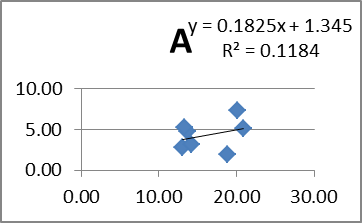 A
y = 0.1825x + 1.345
R² = 0.1184
10.00
5.00
0.00
0.00 10.00 20.00 30.00